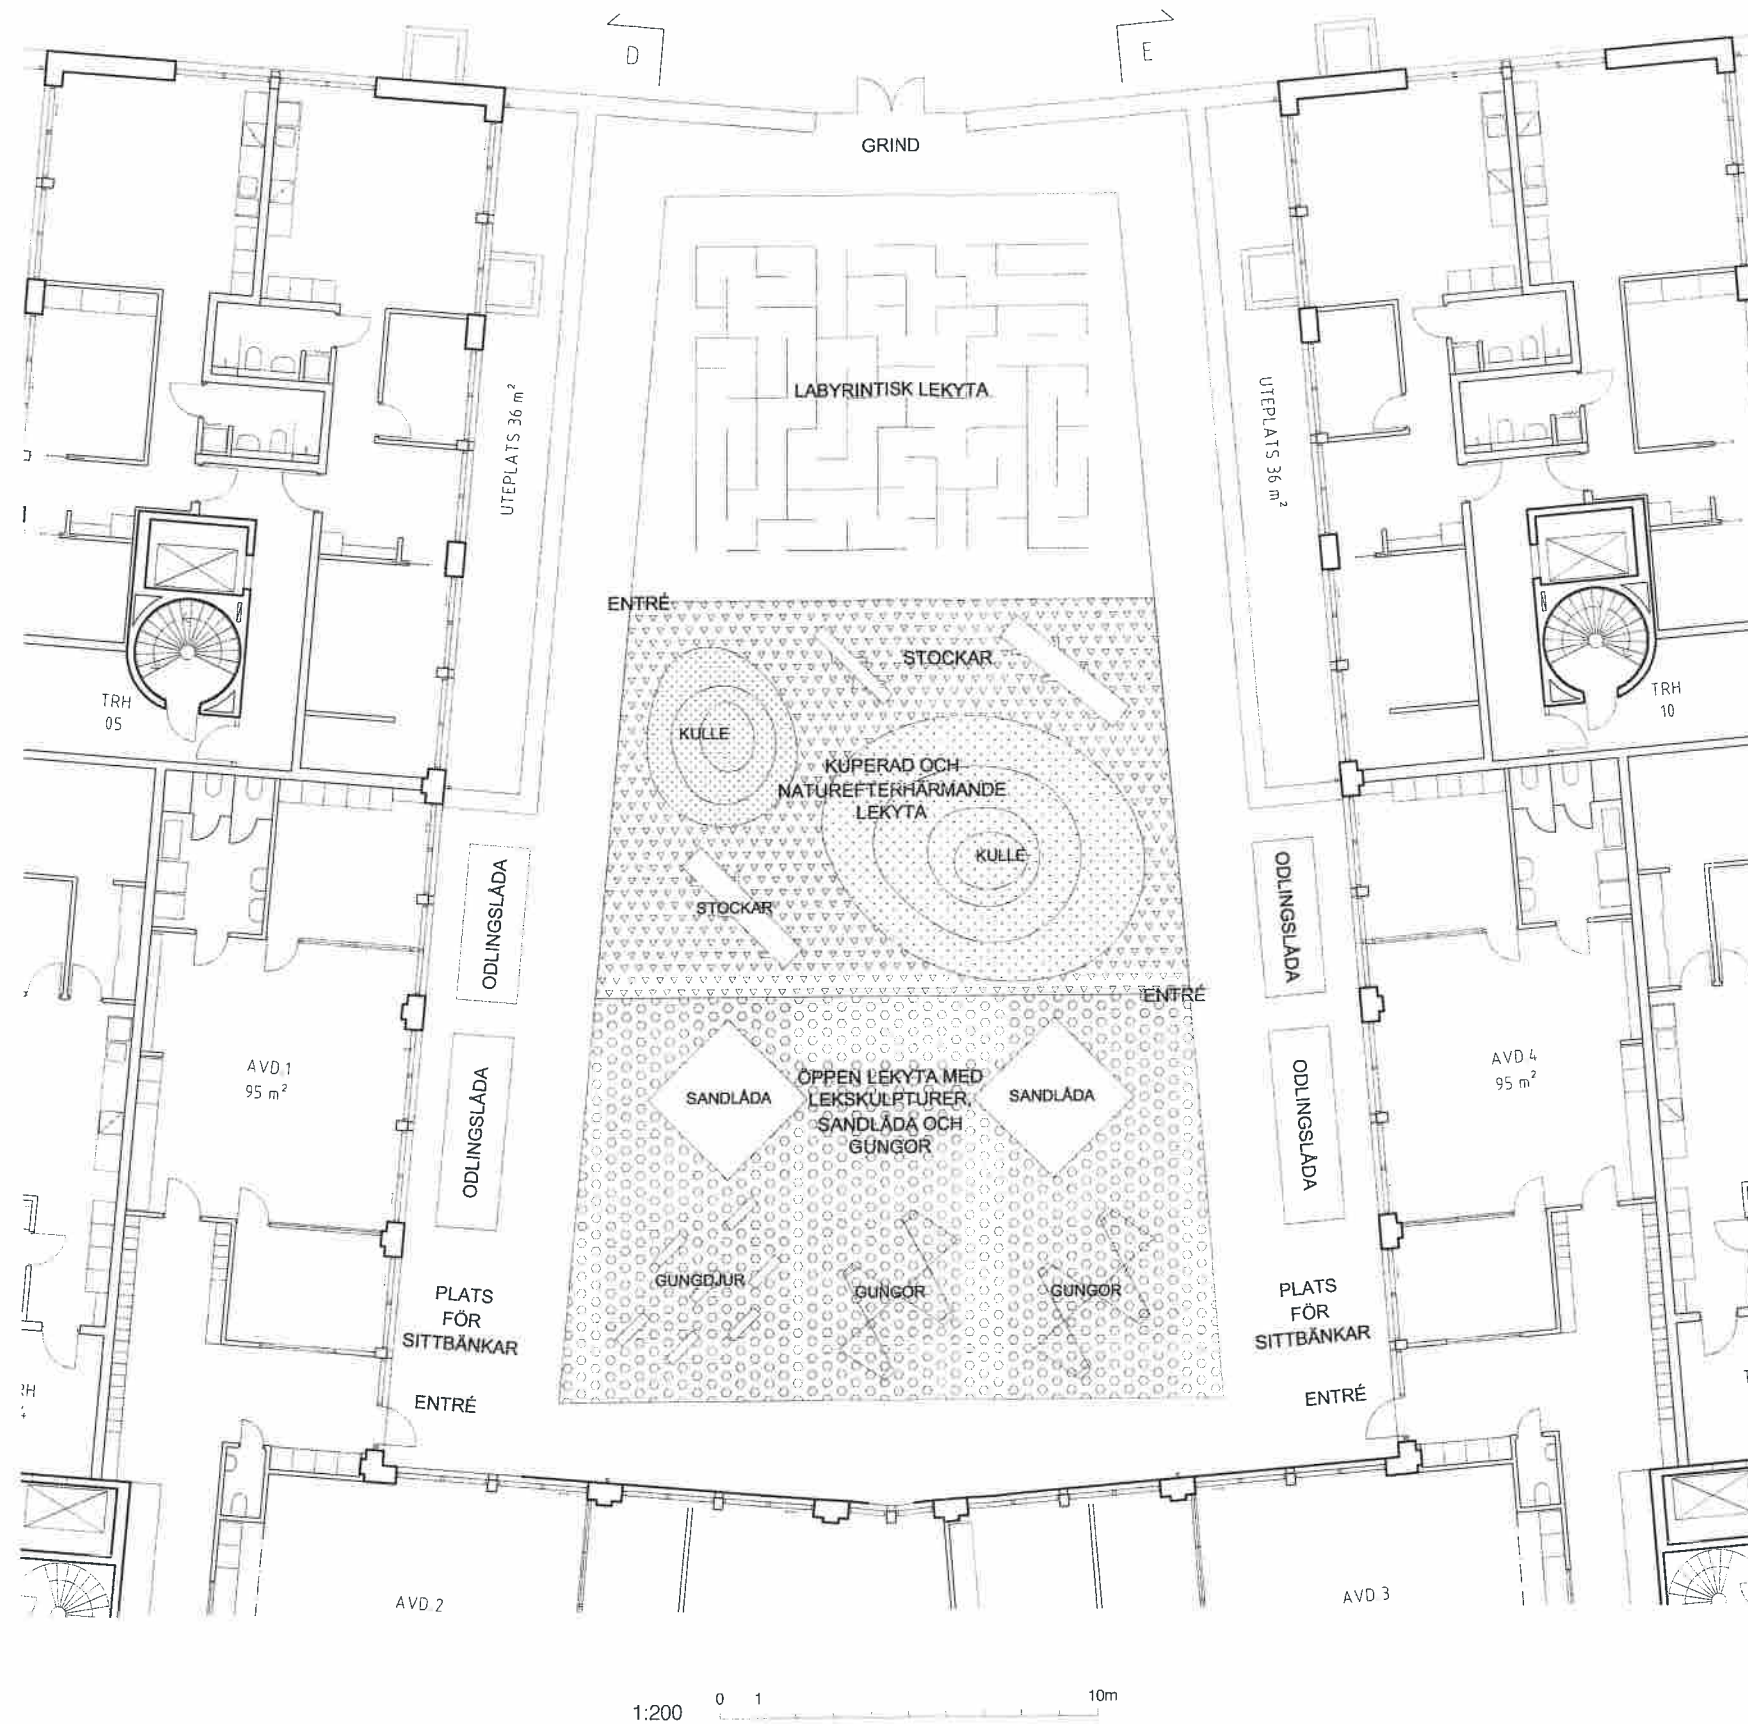 D
E
GRIND
LABYRINTISK LEKYTA
UTEPLATS 36 m²
UTEPLATS 36 m²
ENTRÉ
STOCKAR
TRH
05
TRH
10
KULLE
KUPERAD OCH
NATUREFTERHÄRMANDE
LEKYTA
KULLE
STOCKAR
ODLINGSLÅDA
ODLINGSLÅDA
ENTRÉ
AVD 1
95 m²
ODLINGSLÅDA
SANDLÅDA
ÖPPEN LEKYTA MED
LEKSKULPTURER,
SANDLÅDA OCH
GUNGOR
SANDLÅDA
ODLINGSLÅDA
AVD 4
95 m²
GUNGDJUR
GUNGOR
GUNGOR
PLATS
FÖR
SITTBÄNKAR
PLATS
FÖR
SITTBÄNKAR
ENTRÉ
ENTRÉ
AVD 2
AVD 3
1:200
0 1 10m